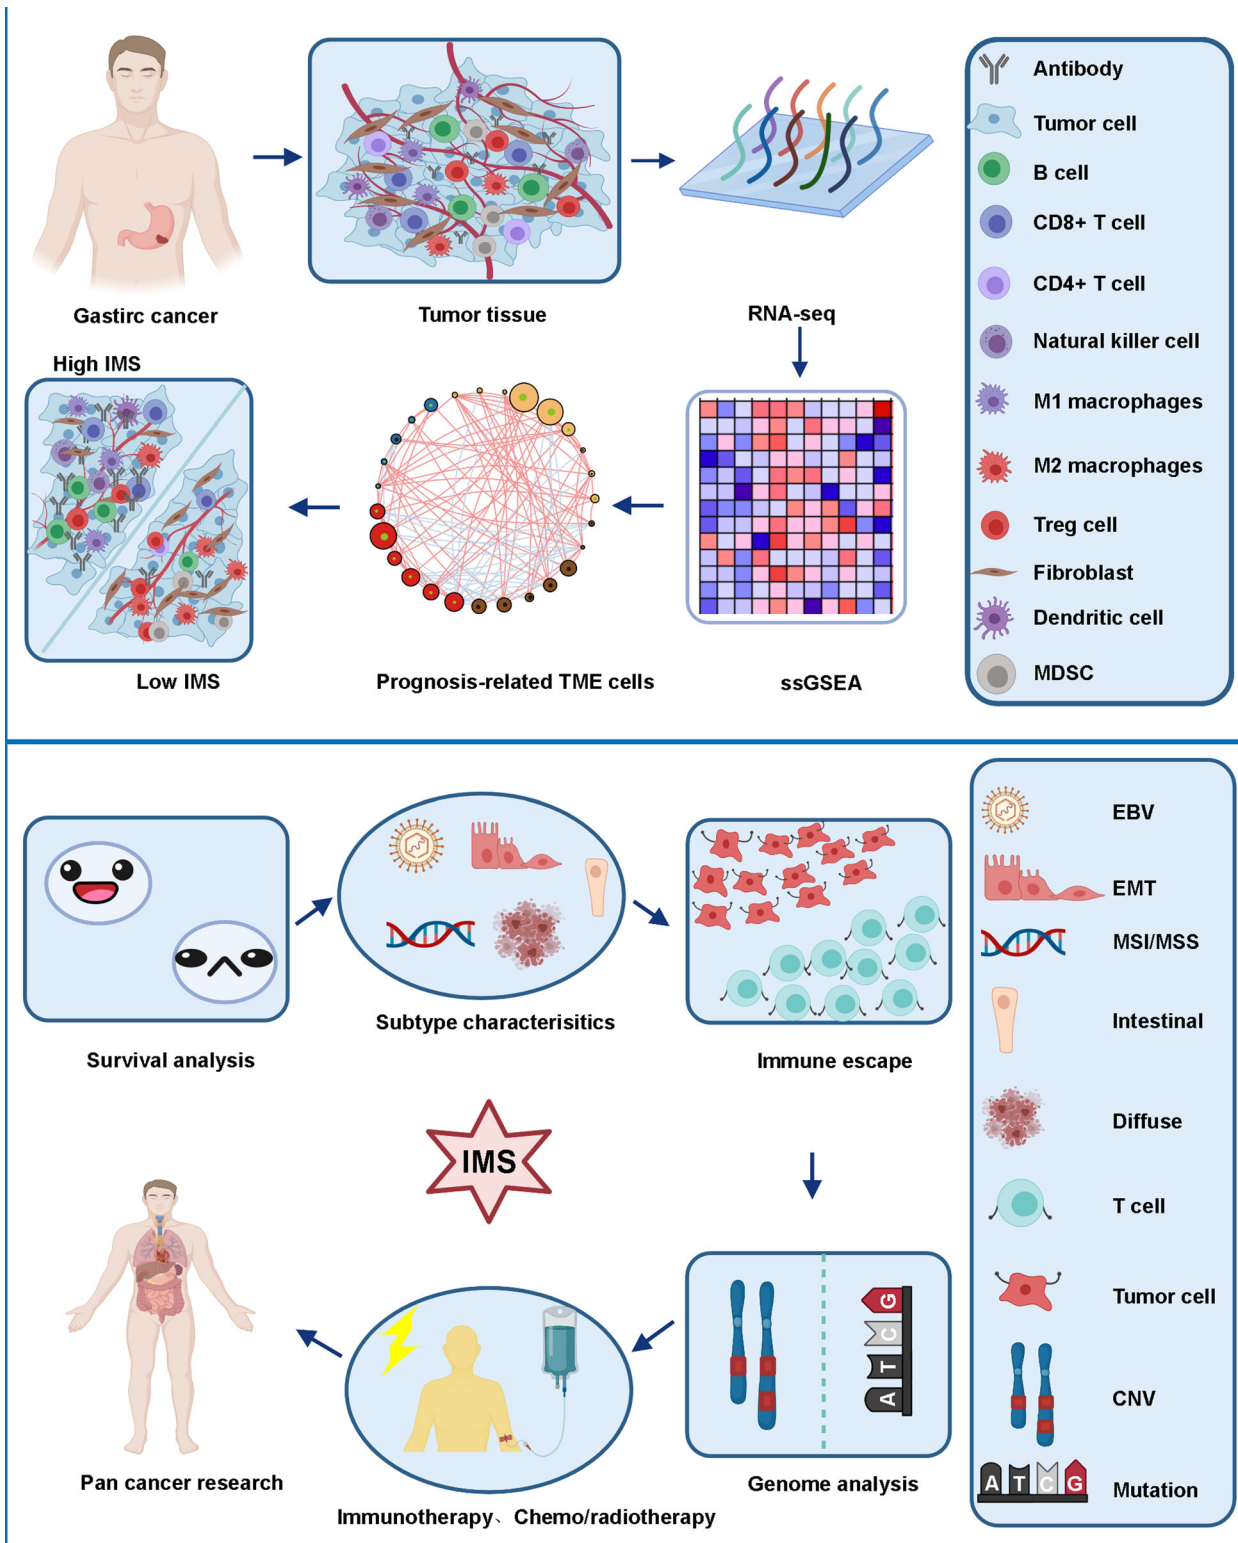 Gastirc cancer
Tumor tissue
RNA-seq
High IMS
Low IMS
Prognosis-related TME cells
ssGSEA
Antibody
Tumor cell
B cell
CD8+ T cell
CD4+ T cell
Natural killer cell
M1 macrophages
M2 macrophages
Treg cell
Fibroblast
Dendritic cell
MDSC
Survival analysis
Subtype characterisitics
Immune escape
IMS
Pan cancer research
Immunotherapy、Chemo/radiotherapy
A T C G
Genome analysis
EBV
EMT
MSI/MSS
Intestinal
Diffuse
T cell
Tumor cell
CNV
A T C G
Mutation